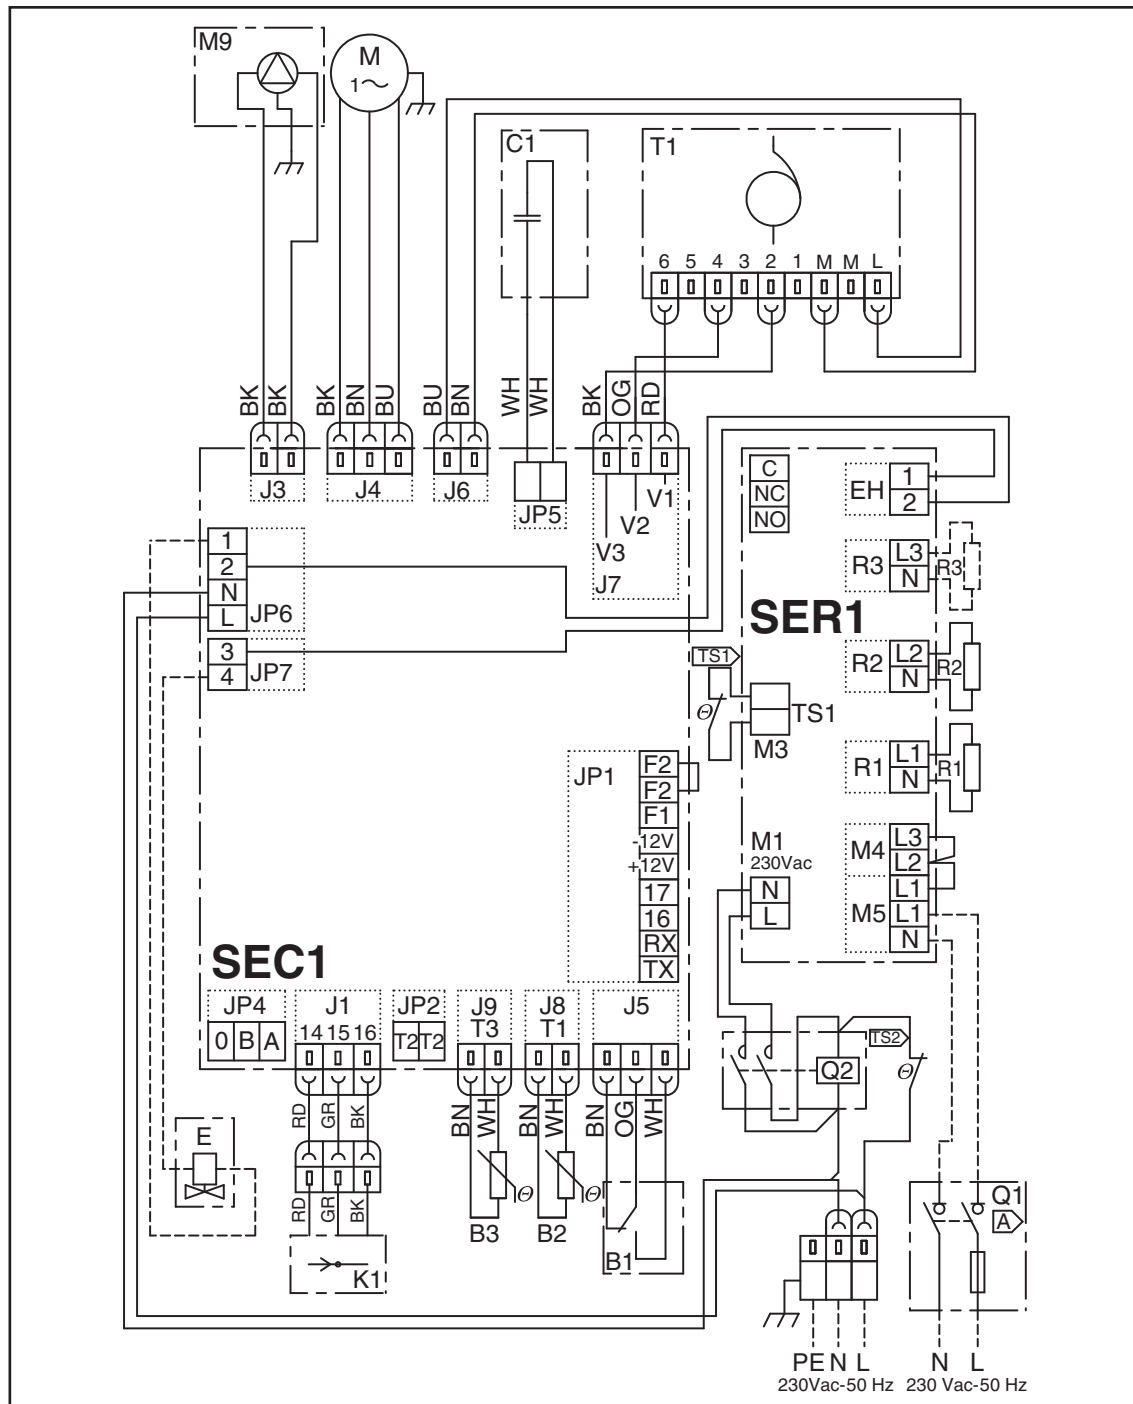 M9
M
1
C1
T1
6 5 4 3 2 1 M M L
BK BK BK BN BU BU BN WH WH BK OG RD
J3
J4
J6
JP5
V1
V2
V3
J7
C
NC
NO
EH
1
2
R3
L3
N
R3
SER1
R2
L2
N
R2
TS1
TS1
Θ
M3
R1
L1
N
R1
1
2
N
L
JP6
3
4
JP7
JP1
F2
F2
F1
-12V
+12V
17
16
RX
TX
M1
230Vac
N
L
M4
L3
L2
L1
M5
L1
N
SEC1
JP4
0 B A
J1
14 15 16
JP2
T2 T2
J9
T3
J8
T1
J5
RD GR BK
BN WH BN WH BN OG WH
Q2
TS2
Θ
E
RD GR BK
K1
Θ
B3
Θ
B2
B1
Q1
A
PE N L
230Vac-50 Hz
N L
230 Vac-50 Hz